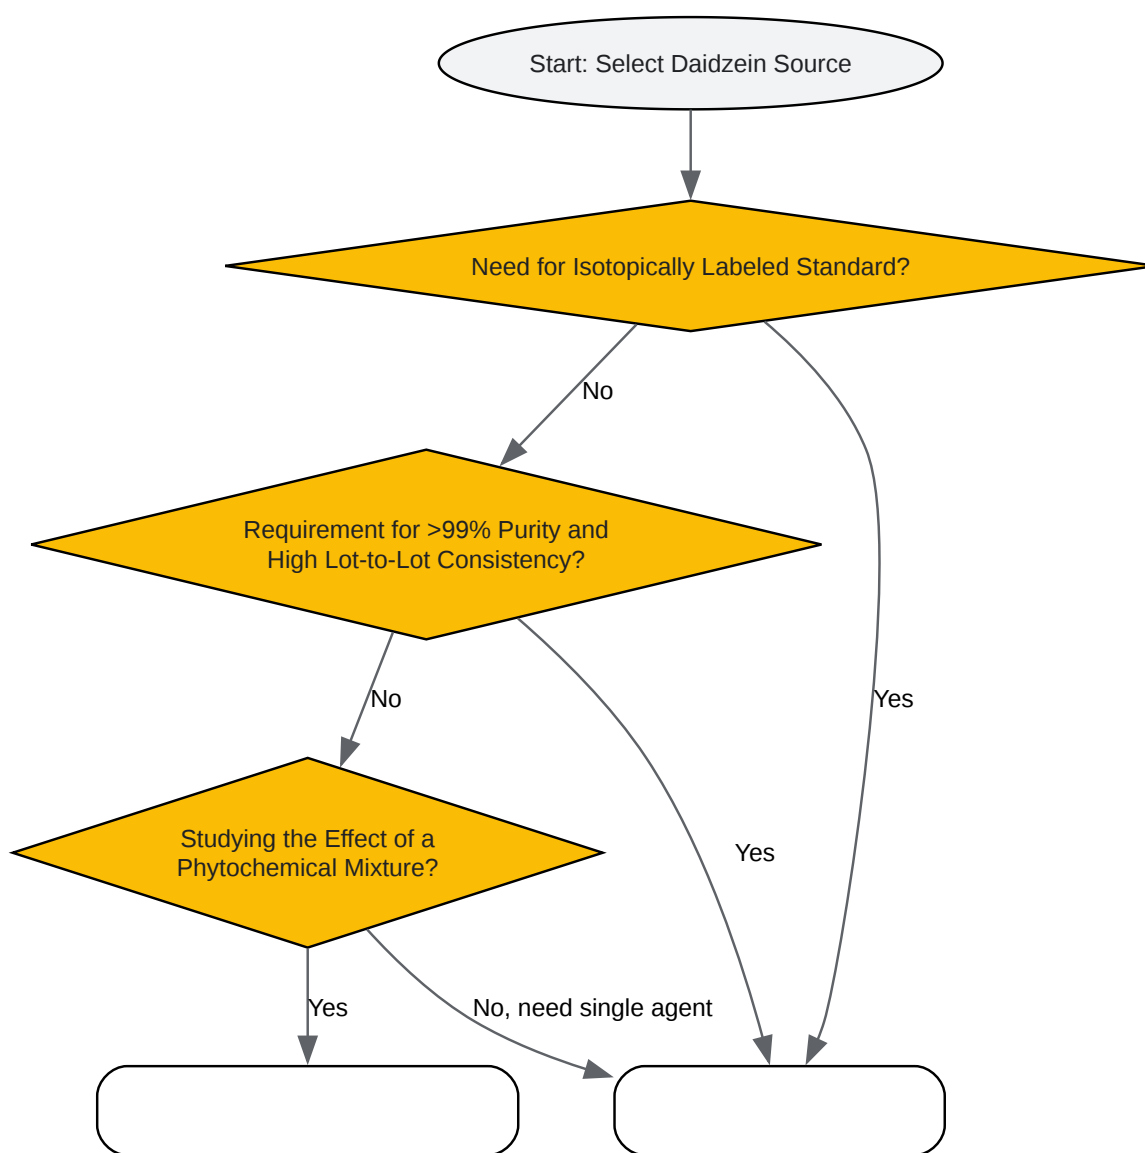 Start: Select Daidzein Source
Need for Isotopically Labeled Standard?
No
Requirement for >99% Purity and
High Lot-to-Lot Consistency?
No
Yes
Studying the Effect of a
Phytochemical Mixture?
Yes
Yes
No, need single agent